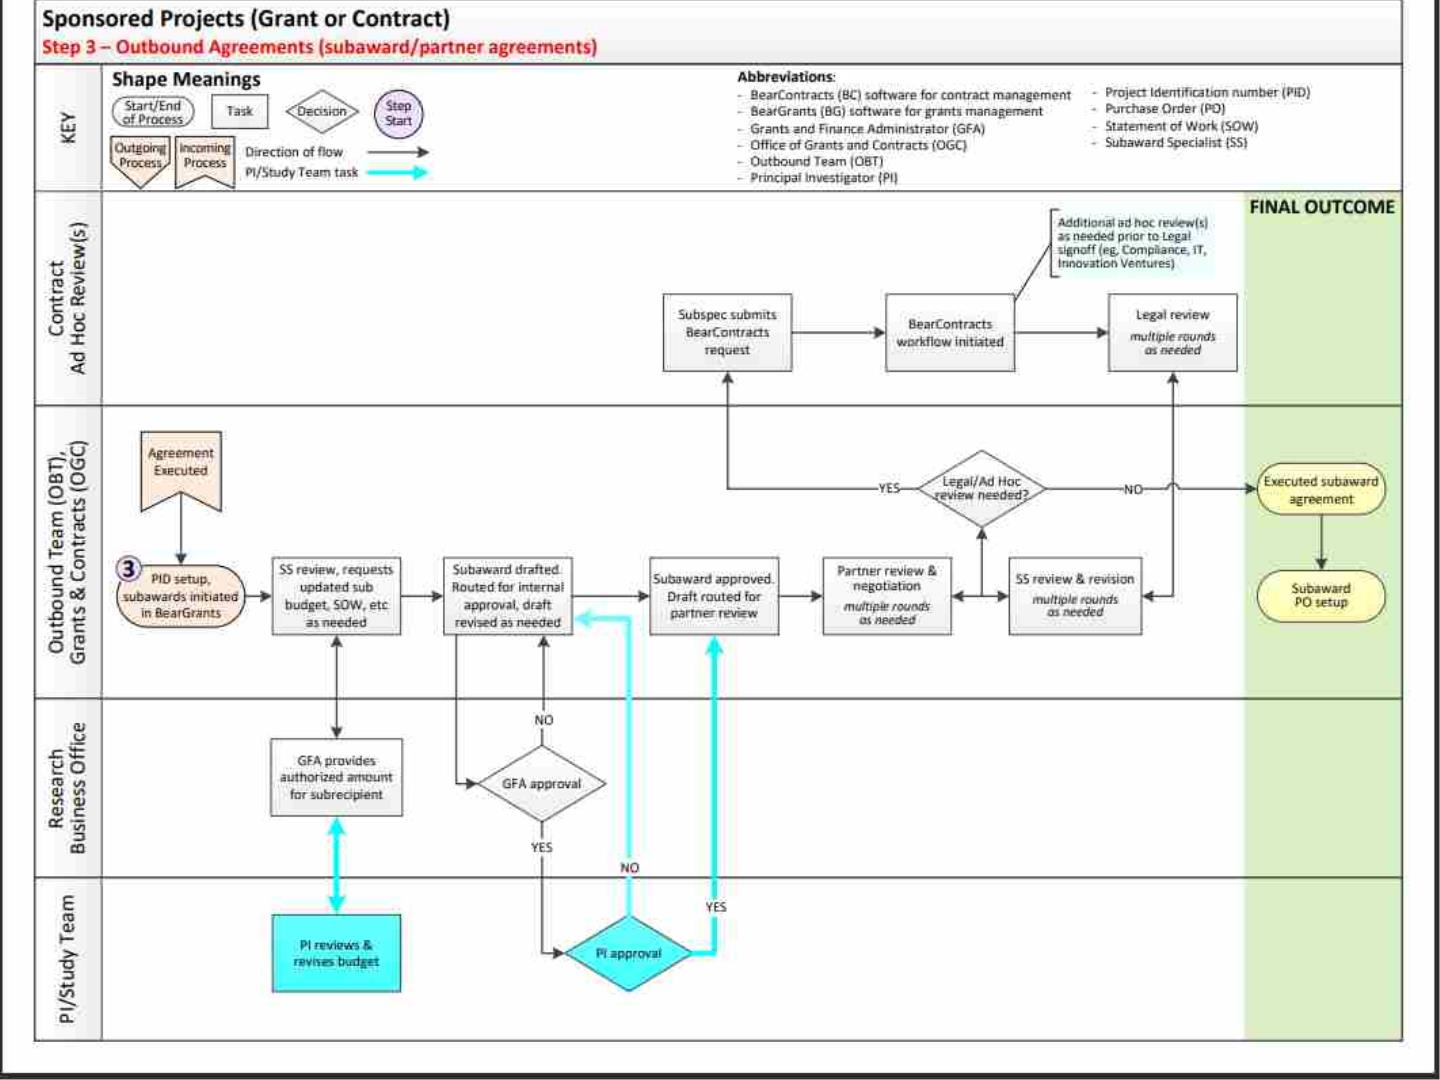 Sponsored Projects (Grant or Contract)
Step 3 – Outbound Agreements (subaward/partner agreements)
KEY
Shape Meanings
Start/End
of Process
Task
Decision
Step
Start
Outgoing
Process
Incoming
Process
Direction of flow
PI/Study Team task
Abbreviations:
- BearContracts (BC) software for contract management
- BearGrants (BG) software for grants management
- Grants and Finance Administrator (GFA)
- Office of Grants and Contracts (OGC)
- Outbound Team (OBT)
- Principal Investigator (PI)
- Project Identification number (PID)
- Purchase Order (PO)
- Statement of Work (SOW)
- Subaward Specialist (SS)
Contract
Ad Hoc Review(s)
FINAL OUTCOME
Additional ad hoc review(s)
as needed prior to Legal
signoff (eg, Compliance, IT,
Innovation Ventures)
Subspec submits
BearContracts
request
BearContracts
workflow initiated
Legal review
multiple rounds
as needed
Outbound Team (OBT),
Grants & Contracts (OGC)
Agreement
Executed
YES
Legal/Ad Hoc
review needed?
NO
Executed subaward
agreement
3
PID setup,
subawards initiated
in BearGrants
SS review, requests
updated sub
budget, SOW, etc
as needed
Subaward drafted.
Routed for internal
approval, draft
revised as needed
Subaward approved.
Draft routed for
partner review
Partner review &
negotiation
multiple rounds
as needed
SS review & revision
multiple rounds
as needed
Subaward
PO setup
Research
Business Office
NO
GFA provides
authorized amount
for subrecipient
GFA approval
YES
NO
PI/Study Team
YES
PI reviews &
revises budget
PI approval